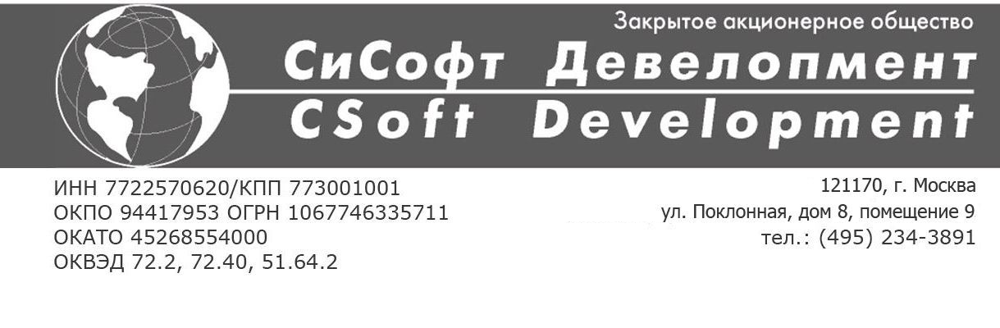 Закрытое акционерное общество
СиСофт Девелопмент
CSoft Development
ИНН 7722570620/КПП 773001001
ОКПО 94417953 ОГРН 1067746335711
ОКАТО 45268554000
ОКВЭД 72.2, 72.40, 51.64.2
121170, г. Москва
ул. Поклонная, дом 8, помещение 9
тел.: (495) 234-3891